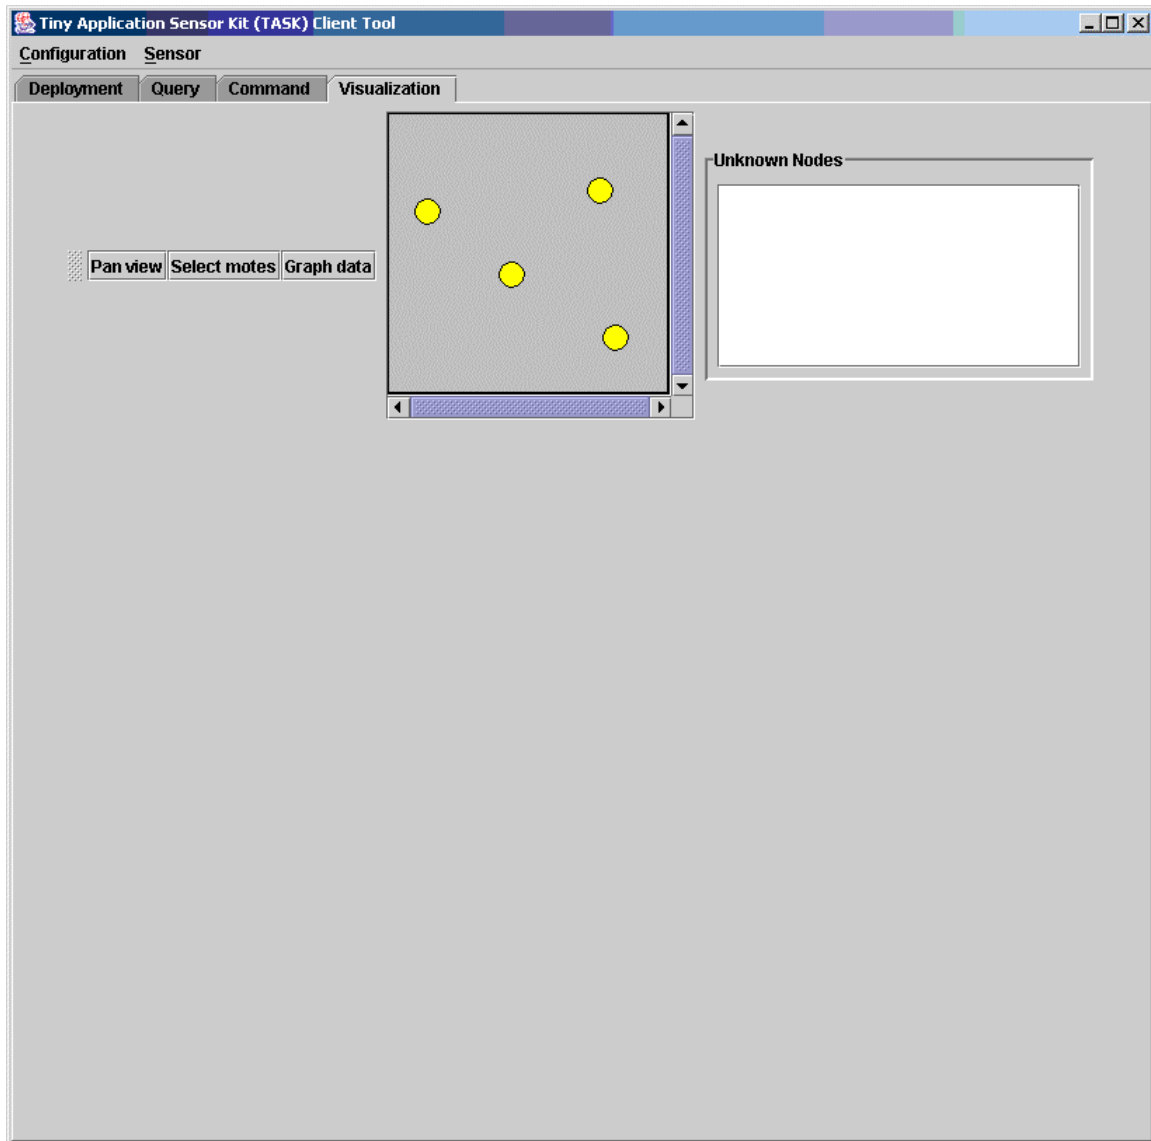 Tiny Application Sensor Kit (TASK) Client Tool
Configuration Sensor
Deployment Query Command Visualization
Unknown Nodes
Pan view Select motes Graph data